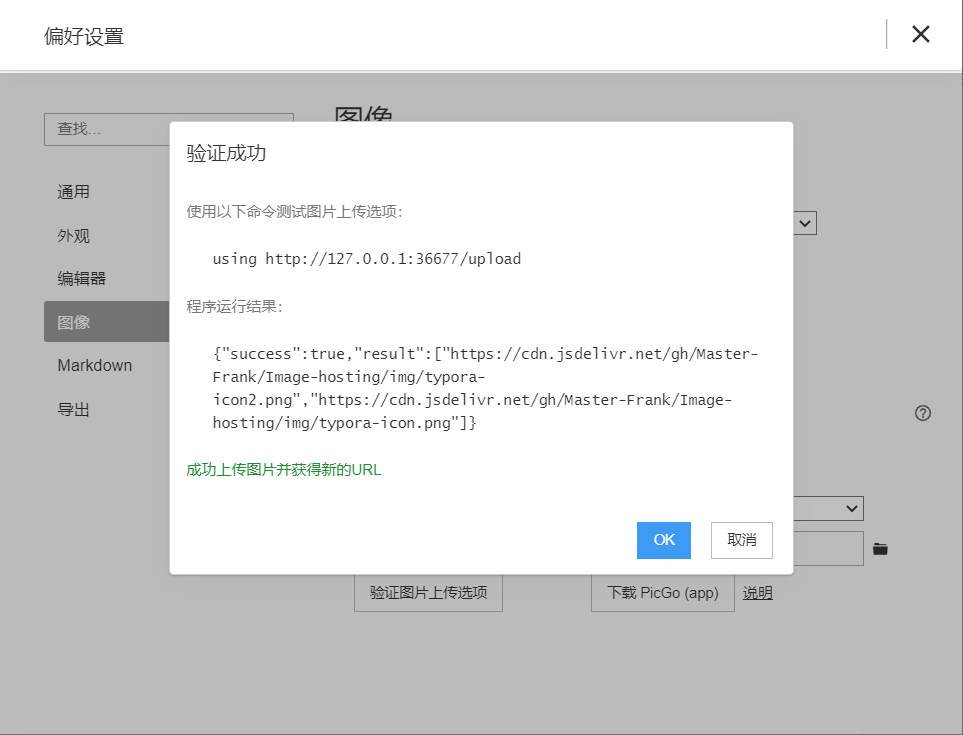 偏好设置
查找…
图像
通用
外观
编辑器
图像
Markdown
导出
验证成功
使用以下命令测试图片上传选项：
using http://127.0.0.1:36677/upload
程序运行结果：
{"success":true,"result":["https://cdn.jsdelivr.net/gh/Master-
Frank/Image-hosting/img/typora-
icon2.png","https://cdn.jsdelivr.net/gh/Master-Frank/Image-
hosting/img/typora-icon.png"]}
成功上传图片并获得新的URL
OK
取消
验证图片上传选项
下载 PicGo (app)
说明